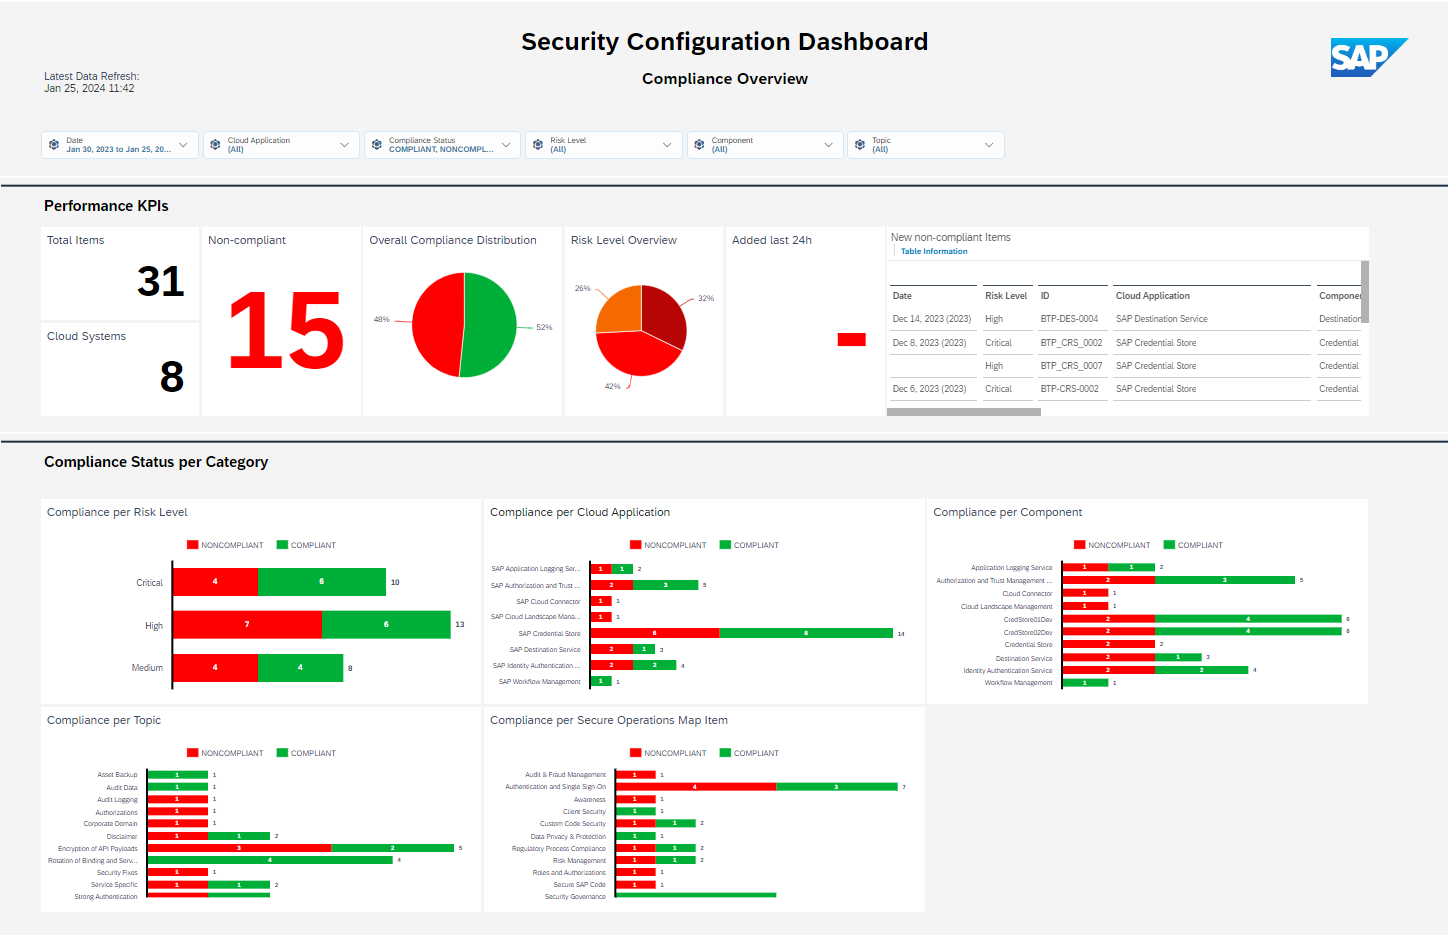 Security Configuration Dashboard
SAP
Compliance Overview
Latest Data Refresh:
Jan 25, 2024 11:42
Date
Jan 30, 2023 to Jan 25, 20...
Cloud Application
(All)
Compliance Status
COMPLIANT, NONCOMPL...
Risk Level
(All)
Component
(All)
Topic
(All)
Performance KPIs
Total Items
31
Cloud Systems
8
Non-compliant
15
Overall Compliance Distribution
48%
52%
Risk Level Overview
26%
32%
42%
Added last 24h
New non-compliant Items
Table Information
Date Risk Level ID Cloud Application Componen
Dec 14, 2023 (2023) High BTP-DES-0004 SAP Destination Service Destination
Dec 8, 2023 (2023) Critical BTP_CRS_0002 SAP Credential Store Credential
High BTP_CRS_0007 SAP Credential Store Credential
Dec 6, 2023 (2023) Critical BTP-CRS-0002 SAP Credential Store Credential
Compliance Status per Category
Compliance per Risk Level
NONCOMPLIANT COMPLIANT
Critical 4 6 10
High 7 6 13
Medium 4 4 8
Compliance per Cloud Application
NONCOMPLIANT COMPLIANT
SAP Application Logging Ser... 1 1 2
SAP Authorization and Trust ... 2 3 5
SAP Cloud Connector 1 1
SAP Cloud Landscape Mana... 1 1
SAP Credential Store 6 8 14
SAP Destination Service 2 1 3
SAP Identity Authentication ... 2 2 4
SAP Workflow Management 1 1
Compliance per Component
NONCOMPLIANT COMPLIANT
Application Logging Service 1 1 2
Authorization and Trust Management ... 2 3 5
Cloud Connector 1 1
Cloud Landscape Management 1 1
CredStore01Dev 2 4 6
CredStore02Dev 2 4 6
Credential Store 2 2
Destination Service 2 1 3
Identity Authentication Service 2 2 4
Workflow Management 1 1
Compliance per Topic
NONCOMPLIANT COMPLIANT
Asset Backup 1 1
Audit Data 1 1
Audit Logging 1 1
Authorizations 1 1
Corporate Domain 1 1
Disclaimer 1 1 2
Encryption of API Payloads 3 2 5
Rotation of Binding and Serv... 4 4
Security Fixes 1 1
Service Specific 1 1 2
Strong Authentication
Compliance per Secure Operations Map Item
NONCOMPLIANT COMPLIANT
Audit & Fraud Management 1 1
Authentication and Single Sign-On 4 3 7
Awareness 1 1
Client Security 1 1
Custom Code Security 1 1 2
Data Privacy & Protection 1 1
Regulatory Process Compliance 1 1 2
Risk Management 1 1 2
Roles and Authorizations 1 1
Secure SAP Code 1 1
Security Governance